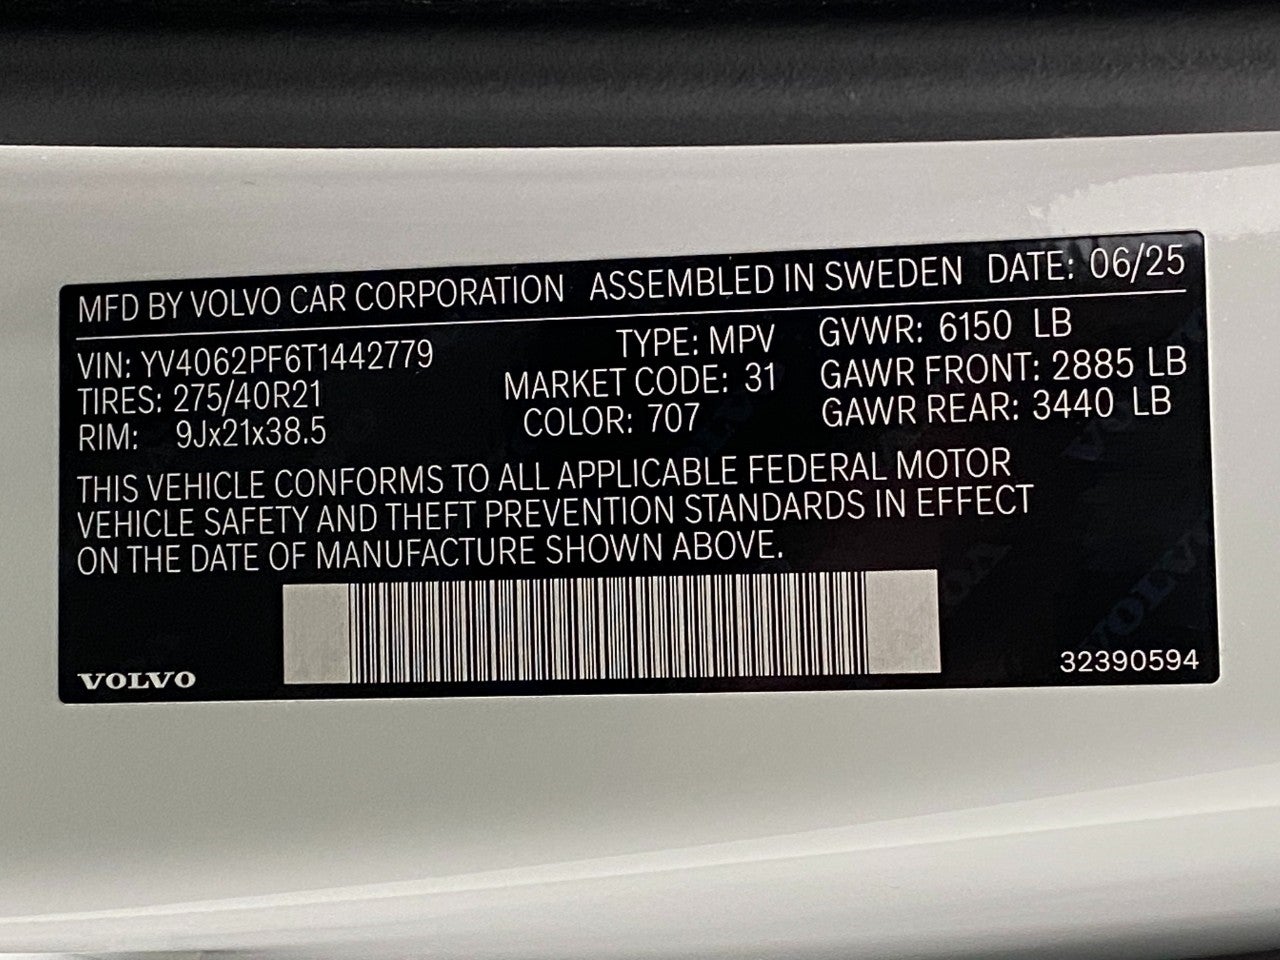 MFD BY VOLVO CAR CORPORATION ASSEMBLED IN SWEDEN DATE: 06/25
VIN: YV4062PF6T1442779 TYPE: MPV GVWR: 6150 LB
TIRES: 275/40R21 MARKET CODE: 31 GAWR FRONT: 2885 LB
RIM: 9Jx21x38.5 COLOR: 707 GAWR REAR: 3440 LB
THIS VEHICLE CONFORMS TO ALL APPLICABLE FEDERAL MOTOR
VEHICLE SAFETY AND THEFT PREVENTION STANDARDS IN EFFECT
ON THE DATE OF MANUFACTURE SHOWN ABOVE.
VOLVO 32390594